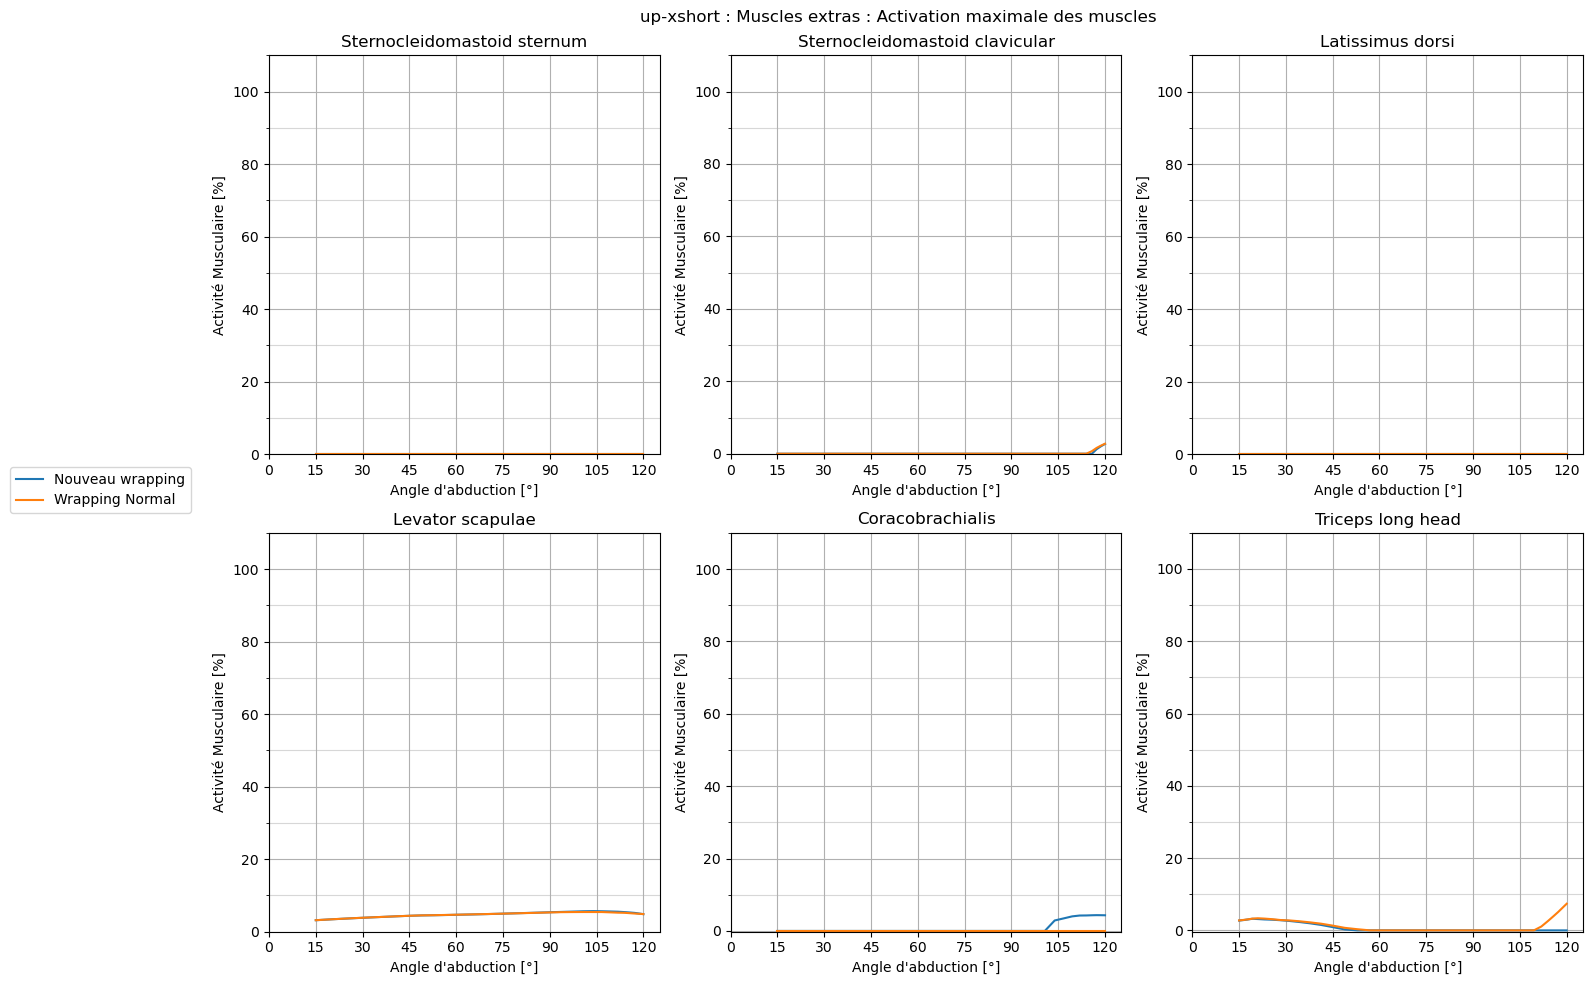 up-xshort : Muscles extras : Activation maximale des muscles
Sternocleidomastoid sternum
Sternocleidomastoid clavicular
Latissimus dorsi
100
80
60
40
20
0
Activité Musculaire [%]
0 15 30 45 60 75 90 105 120
Angle d'abduction [°]
100
80
60
40
20
0
Activité Musculaire [%]
0 15 30 45 60 75 90 105 120
Angle d'abduction [°]
100
80
60
40
20
0
Activité Musculaire [%]
0 15 30 45 60 75 90 105 120
Angle d'abduction [°]
Nouveau wrapping
Wrapping Normal
Levator scapulae
Coracobrachialis
Triceps long head
100
80
60
40
20
0
Activité Musculaire [%]
0 15 30 45 60 75 90 105 120
Angle d'abduction [°]
100
80
60
40
20
0
Activité Musculaire [%]
0 15 30 45 60 75 90 105 120
Angle d'abduction [°]
100
80
60
40
20
0
Activité Musculaire [%]
0 15 30 45 60 75 90 105 120
Angle d'abduction [°]